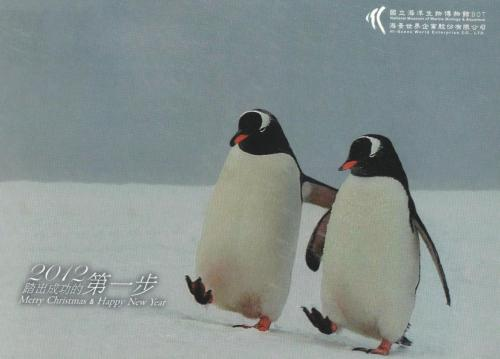 國立海洋生物博物館BOT
National Museum of Marine Biology & Aquarium
海景世界企業股份有限公司
Hi-Scene World Enterprise CO., LTD.
2012
踏出成功的第一步
Merry Christmas & Happy New Year